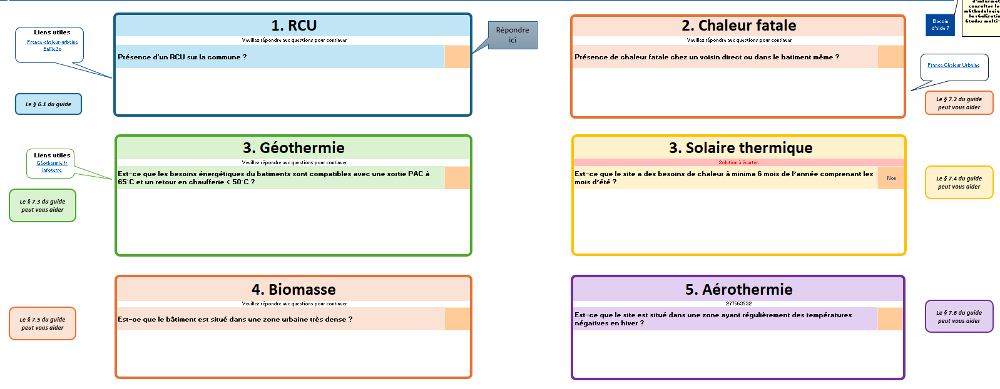 Liens utiles
France-chaleur-urbaine
EnReZo
Le § 6.1 du guide
1. RCU
Veuillez répondre aux questions pour continuer
Présence d'un RCU sur la commune ?
Répondre
ici
2. Chaleur fatale
Veuillez répondre aux questions pour continuer
Présence de chaleur fatale chez un voisin direct ou dans le batiment même ?
Besoin
d'aide ?
d'informat
consulter le
méthodologiq
la réalisati
études multi-
France Chaleur Urbaine
Le § 7.2 du guide
peut vous aider
Liens utiles
Géothermie.fr
Infoterre
Le § 7.3 du guide
peut vous aider
3. Géothermie
Veuillez répondre aux questions pour continuer
Est-ce que les besoins énergétiques du batiments sont compatibles avec une sortie PAC à
65°C et un retour en chaufferie < 50°C ?
3. Solaire thermique
Solution à écarter.
Est-ce que le site a des besoins de chaleur à minima 6 mois de l'année comprenant les
mois d'été ?
Non
Le § 7.4 du guide
peut vous aider
Le § 7.5 du guide
peut vous aider
4. Biomasse
Veuillez répondre aux questions pour continuer
Est-ce que le bâtiment est situé dans une zone urbaine très dense ?
5. Aérothermie
277563532
Est-ce que le site est situé dans une zone ayant régulièrement des températures
négatives en hiver ?
Le § 7.6 du guide
peut vous aider